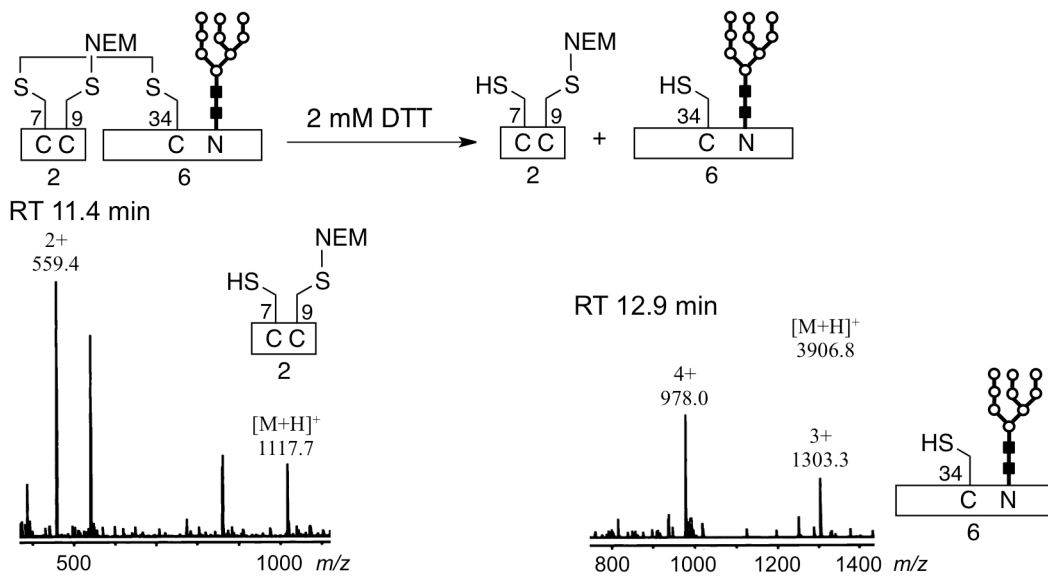 NEM
S S S
7 9 34
C C C N
2 6
2 mM DTT
NEM
HS S HS
7 9 34
C C + C N
2 6
RT 11.4 min
2+
559.4
NEM
HS S
7 9
C C
2
[M+H]+
1117.7
500 1000 m/z
RT 12.9 min
[M+H]+
3906.8
4+
978.0
3+
1303.3
HS
34
C N
6
800 1000 1200 1400 m/z